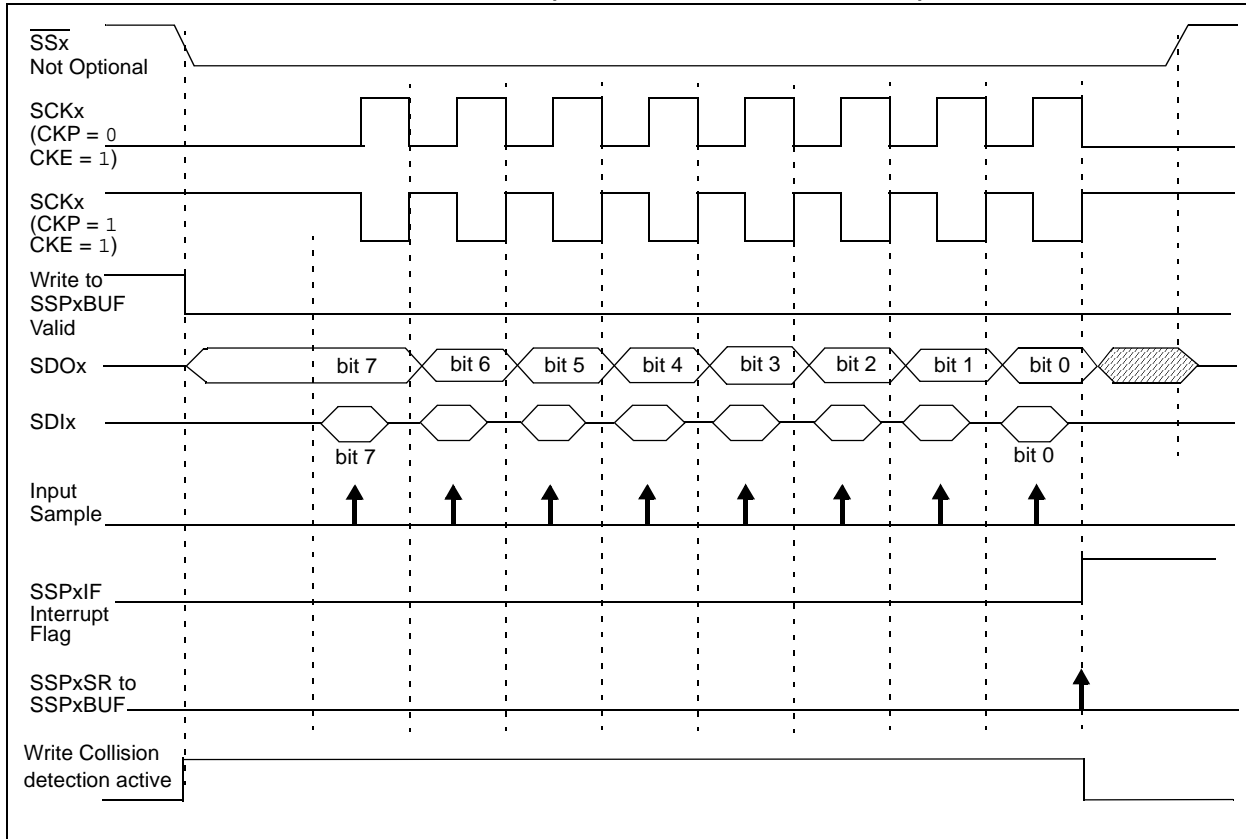 SSx
Not Optional
SCKx
(CKP = 0
CKE = 1)
SCKx
(CKP = 1
CKE = 1)
Write to
SSPxBUF
Valid
SDOx
bit 7
bit 6
bit 5
bit 4
bit 3
bit 2
bit 1
bit 0
SDIx
bit 7
bit 0
Input
Sample
SSPxIF
Interrupt
Flag
SSPxSR to
SSPxBUF
Write Collision
detection active